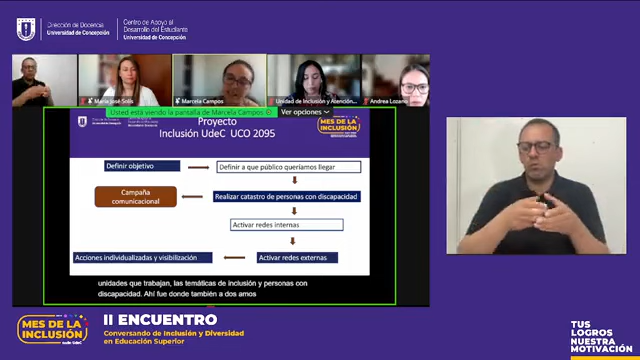 Dirección de Docencia
Universidad de Concepción
Centro de Apoyo al
Desarrollo del Estudiante
Universidad de Concepción
María José Solís
Marcela Campos
Unidad de Inclusión y Atención...
Andrea Lozano
Usted está viendo la pantalla de Marcela Campos
Ver opciones
Proyecto
Inclusión UdeC UCO 2095
MES DE LA
INCLUSIÓN
Definir objetivo
Definir a que público queríamos llegar
Campaña
comunicacional
Realizar catastro de personas con discapacidad
Activar redes internas
Acciones individualizadas y visibilización
Activar redes externas
unidades que trabajan, las temáticas de inclusión y personas con
discapacidad. Ahí fue donde también a dos amos
MES DE LA
INCLUSIÓN
II ENCUENTRO
Conversando de Inclusión y Diversidad
en Educación Superior
TUS
LOGROS
NUESTRA
MOTIVACIÓN